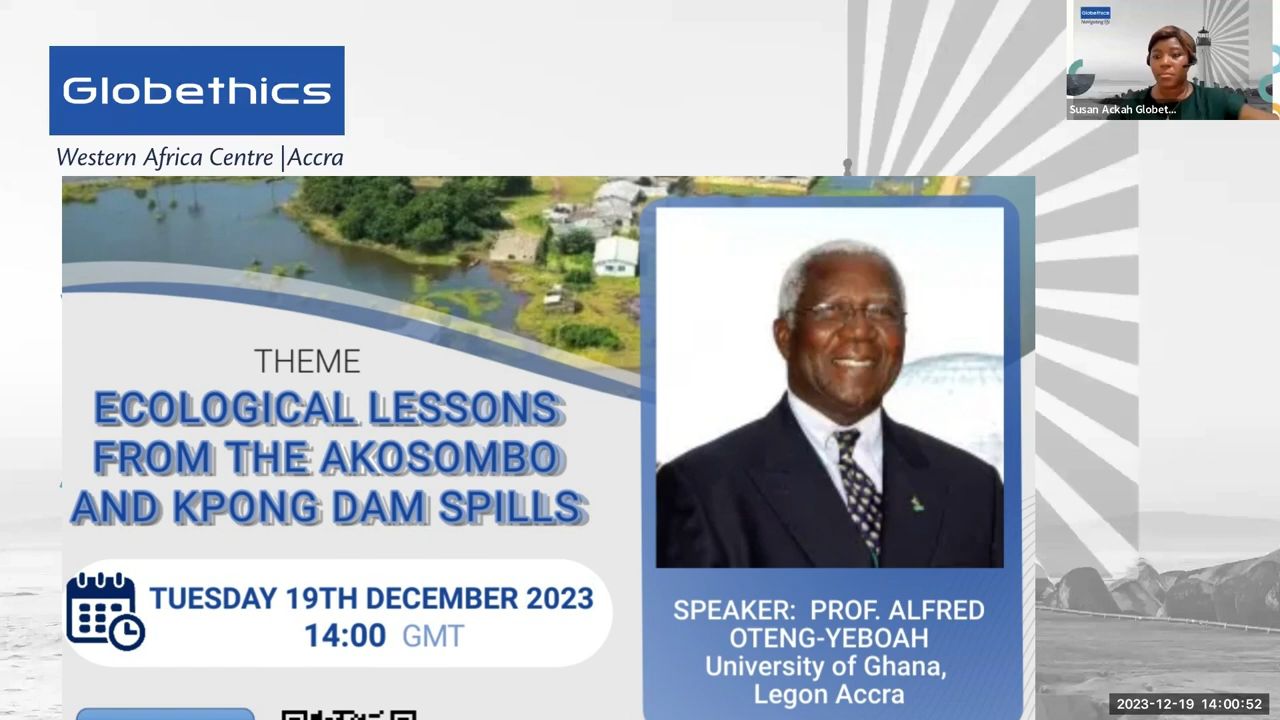 Globethics
Western Africa Centre |Accra
Globethics
Susan Ackah Globet...
THEME
ECOLOGICAL LESSONS
FROM THE AKOSOMBO
AND KPONG DAM SPILLS
TUESDAY 19TH DECEMBER 2023
14:00 GMT
SPEAKER: PROF. ALFRED
OTENG-YEBOAH
University of Ghana,
Legon Accra
2023-12-19 14:00:52